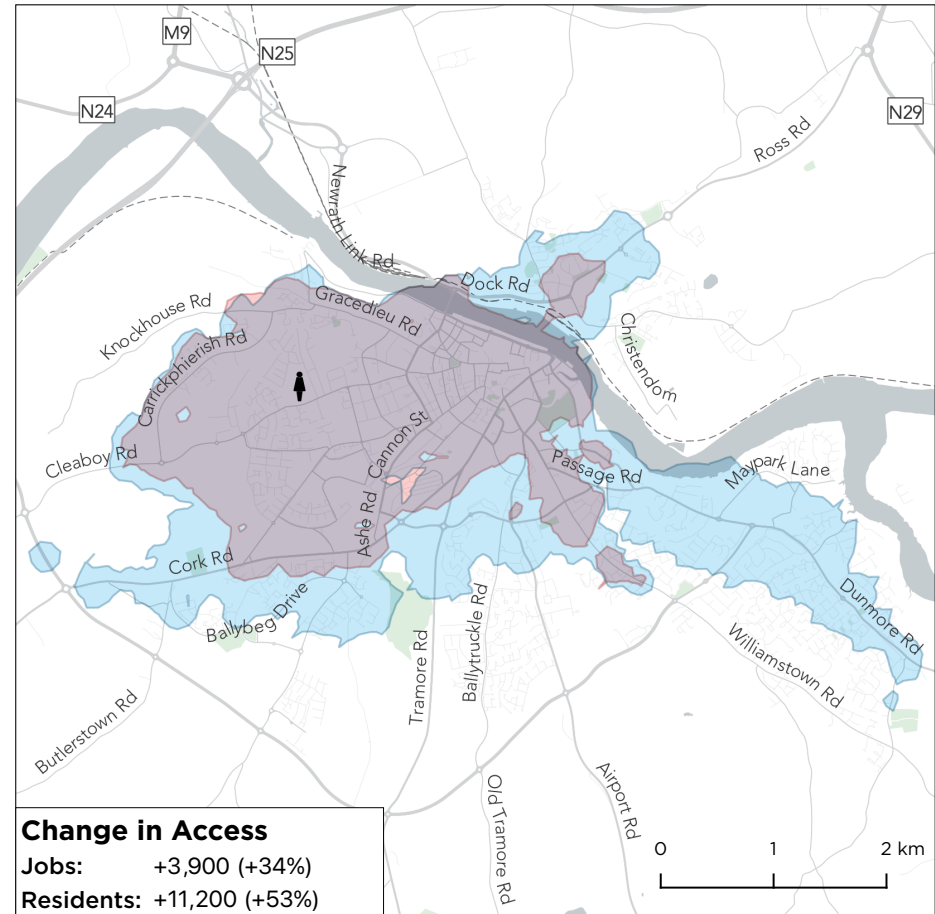 M9
N25
N24
N29
Ross Rd
Newrath Link Rd
Dock Rd
Knockhouse Rd
Gracedieu Rd
Carrickphierish Rd
Christendom
Cannon St
Cleaboy Rd
Passage Rd
Maypark Lane
Ashe Rd
Cork Rd
Ballybeg Drive
Dunmore Rd
Tramore Rd
Ballytruckle Rd
Williamstown Rd
Butlerstown Rd
Old Tramore Rd
Airport Rd
Change in Access
Jobs: +3,900 (+34%)
Residents: +11,200 (+53%)
0 1 2 km